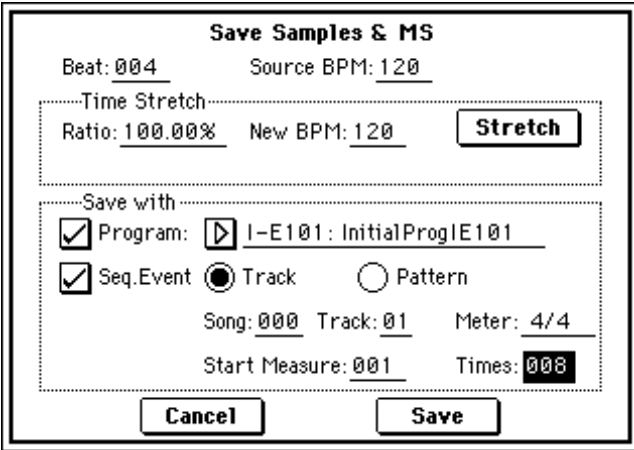 Save Samples & MS
Beat: 004 Source BPM: 120
Time Stretch
Ratio: 100.00% New BPM: 120 Stretch
Save with
Program: I-E101: InitialProgIE101
Seq.Event Track Pattern
Song: 000 Track: 01 Meter: 4/4
Start Measure: 001 Times: 008
Cancel Save